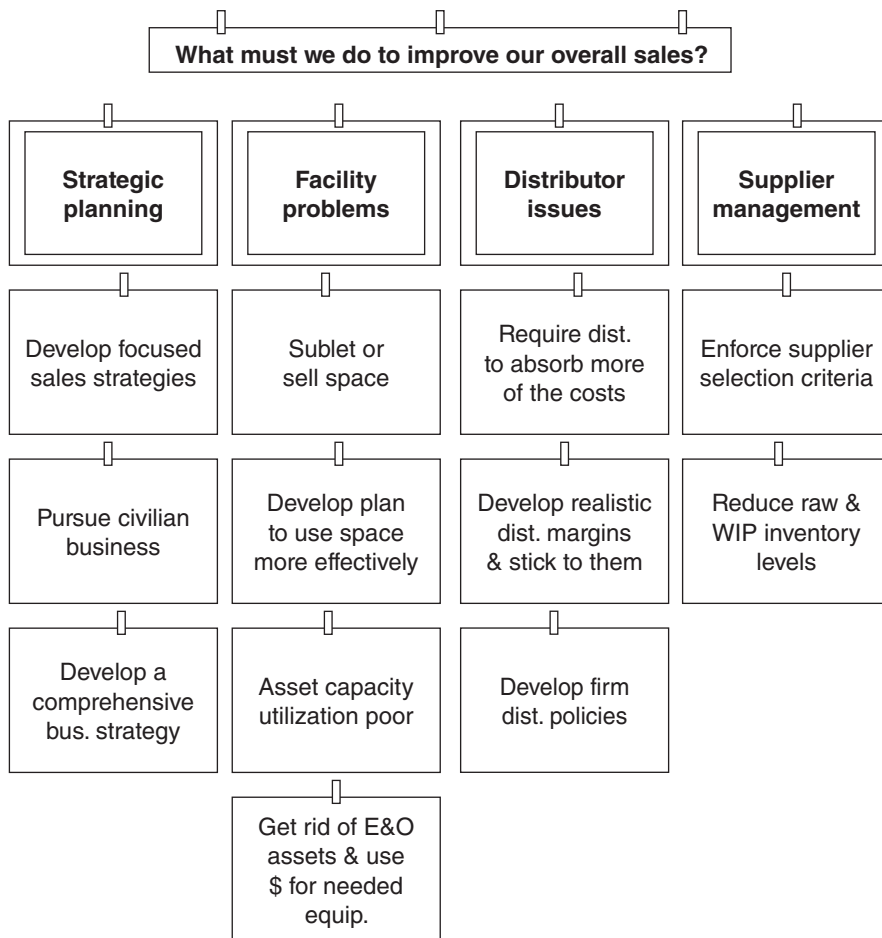 What must we do to improve our overall sales?
Strategic
planning
Develop focused
sales strategies
Pursue civilian
business
Develop a
comprehensive
bus. strategy
Facility
problems
Sublet or
sell space
Develop plan
to use space
more effectively
Asset capacity
utilization poor
Get rid of E&O
assets & use
$ for needed
equip.
Distributor
issues
Require dist.
to absorb more
of the costs
Develop realistic
dist. margins
& stick to them
Develop firm
dist. policies
Supplier
management
Enforce supplier
selection criteria
Reduce raw &
WIP inventory
levels